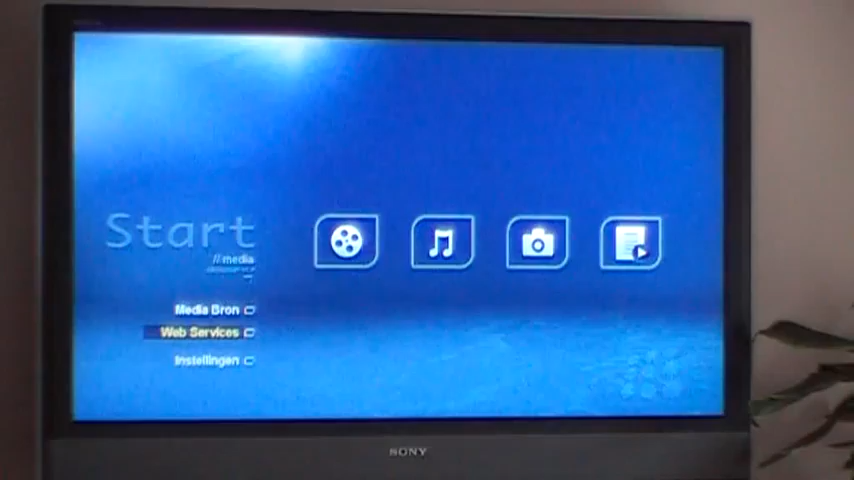 Start
//media
Media Bron
Web Services
Instellingen
SONY